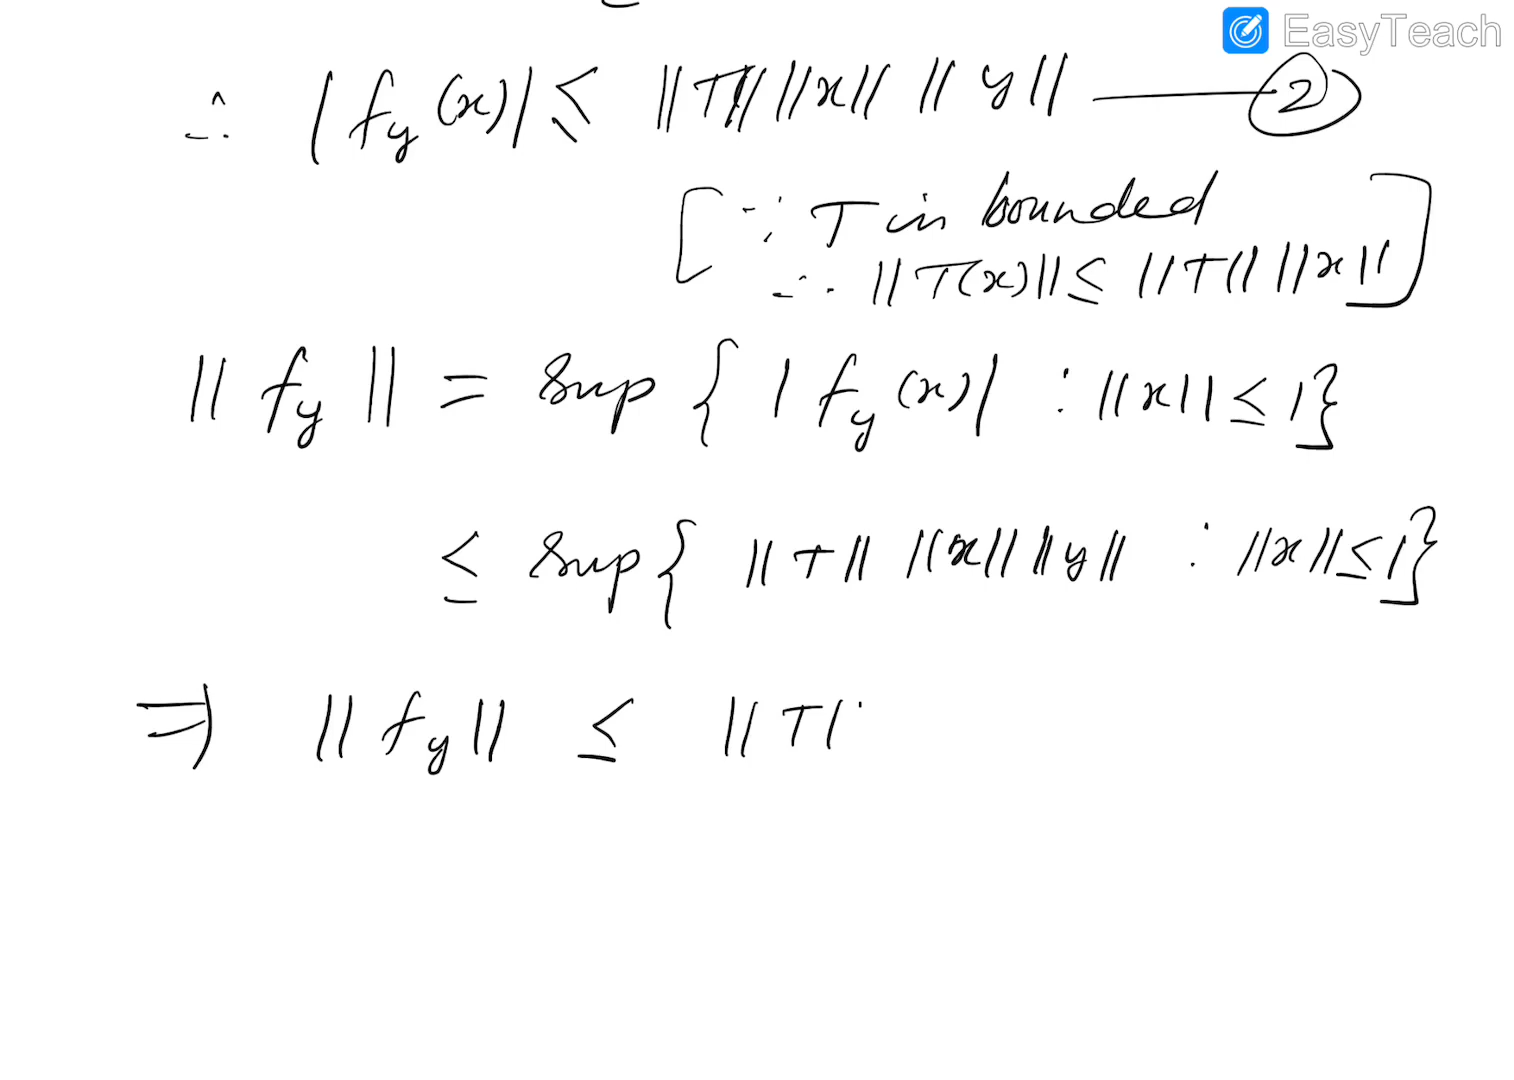 EasyTeach
∴ |f_y(x)| ≤ ||T|| ||x|| ||y|| —— (2)
[∵ T is bounded
∴ ||T(x)|| ≤ ||T|| ||x||]
||f_y|| = Sup { |f_y(x)| : ||x|| ≤ 1}
≤ Sup { ||T|| ||x|| ||y|| : ||x|| ≤ 1}
⇒ ||f_y|| ≤ ||T|